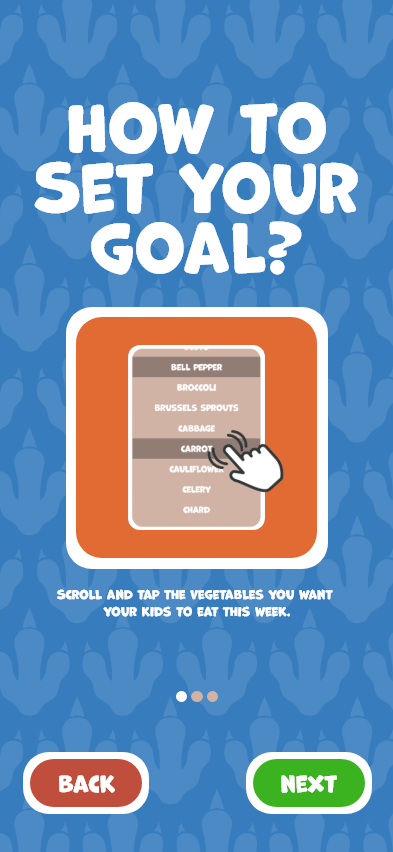 HOW TO
SET YOUR
GOAL?
BELL PEPPER
BROCCOLI
BRUSSELS SPROUTS
CABBAGE
CARROT
CAULIFLOWER
CELERY
CHARD
SCROLL AND TAP THE VEGETABLES YOU WANT
YOUR KIDS TO EAT THIS WEEK.
BACK
NEXT